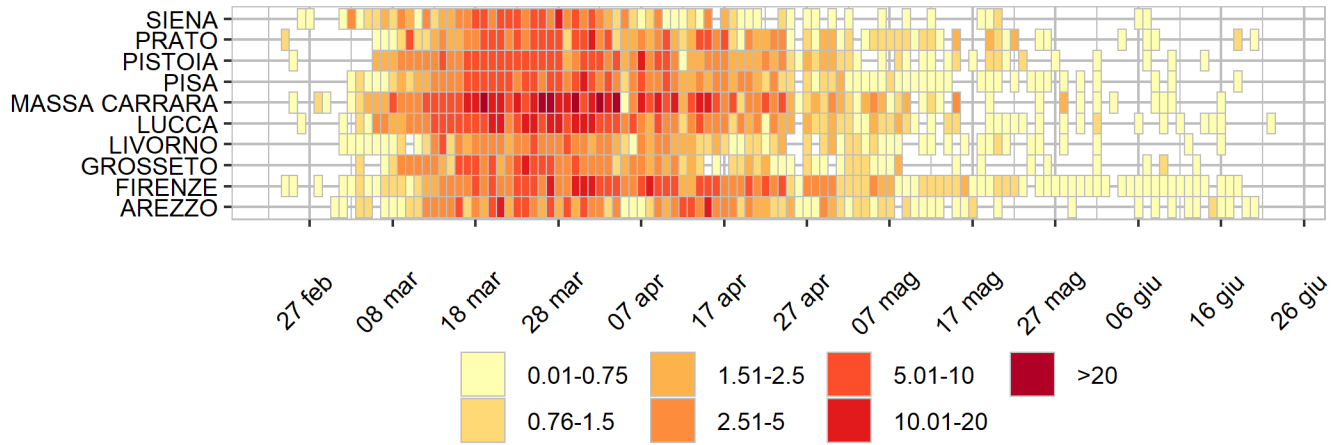 SIENA
PRATO
PISTOIA
PISA
MASSA CARRARA
LUCCA
LIVORNO
GROSSETO
FIRENZE
AREZZO
27 feb 08 mar 18 mar 28 mar 07 apr 17 apr 27 apr 07 mag 17 mag 27 mag 06 giu 16 giu 26 giu
0.01-0.75 1.51-2.5 5.01-10 >20
0.76-1.5 2.51-5 10.01-20